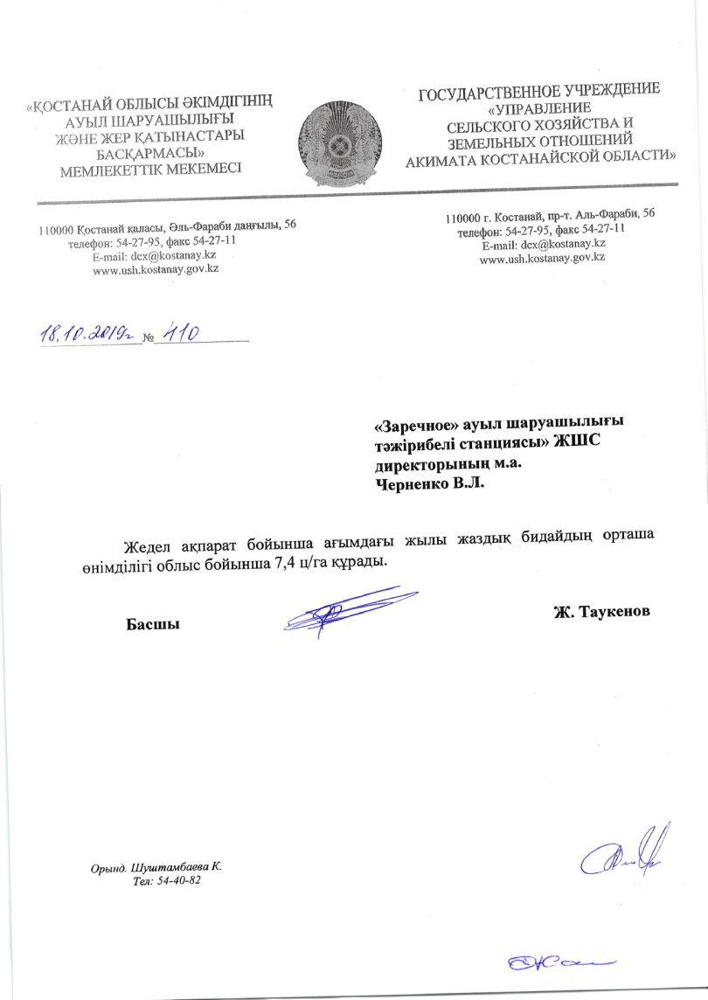 «ҚОСТАНАЙ ОБЛЫСЫ ӘКІМДІГІНІҢ
АУЫЛ ШАРУАШЫЛЫҒЫ
ЖӘНЕ ЖЕР ҚАТЫНАСТАРЫ
БАСҚАРМАСЫ»
МЕМЛЕКЕТТІК МЕКЕМЕСІ
ГОСУДАРСТВЕННОЕ УЧРЕЖДЕНИЕ
«УПРАВЛЕНИЕ
СЕЛЬСКОГО ХОЗЯЙСТВА И
ЗЕМЕЛЬНЫХ ОТНОШЕНИЙ
АКИМАТА КОСТАНАЙСКОЙ ОБЛАСТИ»
110000 Қостанай қаласы, Әль-Фараби даңғылы, 56
телефон: 54-27-95, факс 54-27-11
E-mail: dcx@kostanay.kz
www.ush.kostanay.gov.kz
110000 г. Костанай, пр-т. Аль-Фараби, 56
телефон: 54-27-95, факс 54-27-11
E-mail: dcx@kostanay.kz
www.ush.kostanay.gov.kz
18.10.2019г № 410
«Заречное» ауыл шаруашылығы
тәжірибелі станциясы» ЖШС
директорының м.а.
Черненко В.Л.
Жедел ақпарат бойынша ағымдағы жылы жаздық бидайдың орташа
өнімділігі облыс бойынша 7,4 ц/га құрады.
Басшы Ж. Таукенов
Орынд. Шуштамбаева К.
Тел: 54-40-82